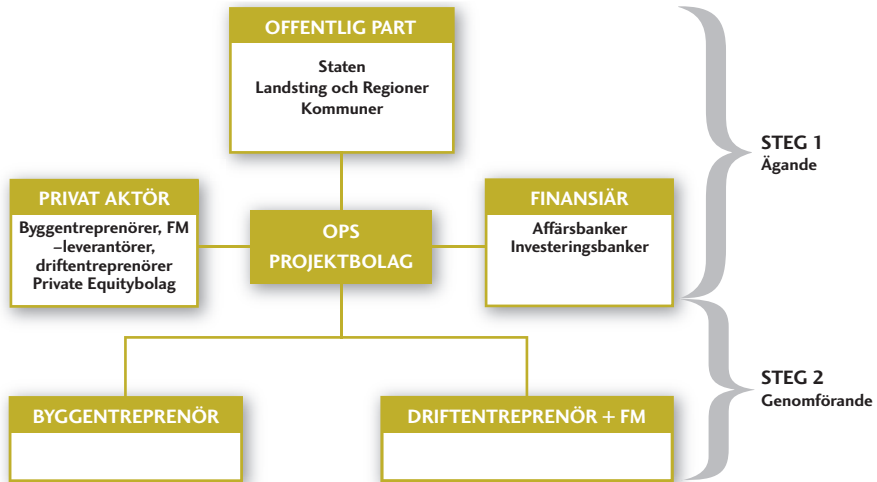 OFFENTLIG PART
Staten
Landsting och Regioner
Kommuner
STEG 1
Ägande
PRIVAT AKTÖR
Byggentreprenörer, FM
–leverantörer,
driftentreprenörer
Private Equitybolag
OPS
PROJEKTBOLAG
FINANSIÄR
Affärsbanker
Investeringsbanker
STEG 2
Genomförande
BYGGENTREPRENÖR
DRIFTENTREPRENÖR + FM